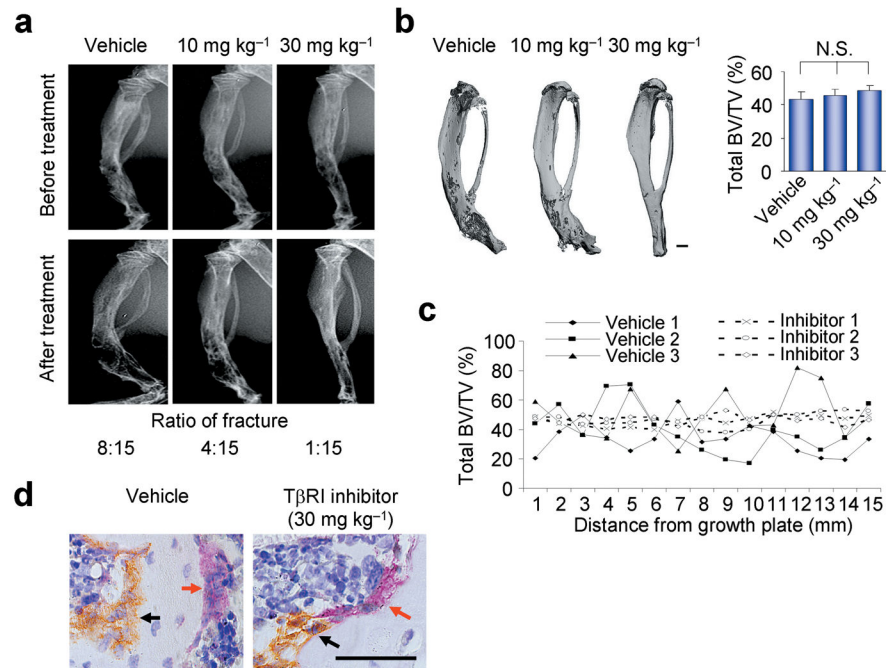 a
Vehicle 10 mg kg⁻¹ 30 mg kg⁻¹
Before treatment
After treatment
Ratio of fracture
8:15 4:15 1:15
b
Vehicle 10 mg kg⁻¹ 30 mg kg⁻¹
N.S.
Total BV/TV (%)
60
40
20
0
Vehicle
10 mg kg⁻¹
30 mg kg⁻¹
c
Vehicle 1 Inhibitor 1
Vehicle 2 Inhibitor 2
Vehicle 3 Inhibitor 3
Total BV/TV (%)
100
80
60
40
20
0
1 2 3 4 5 6 7 8 9 10 11 12 13 14 15
Distance from growth plate (mm)
d
Vehicle TβRI inhibitor
(30 mg kg⁻¹)